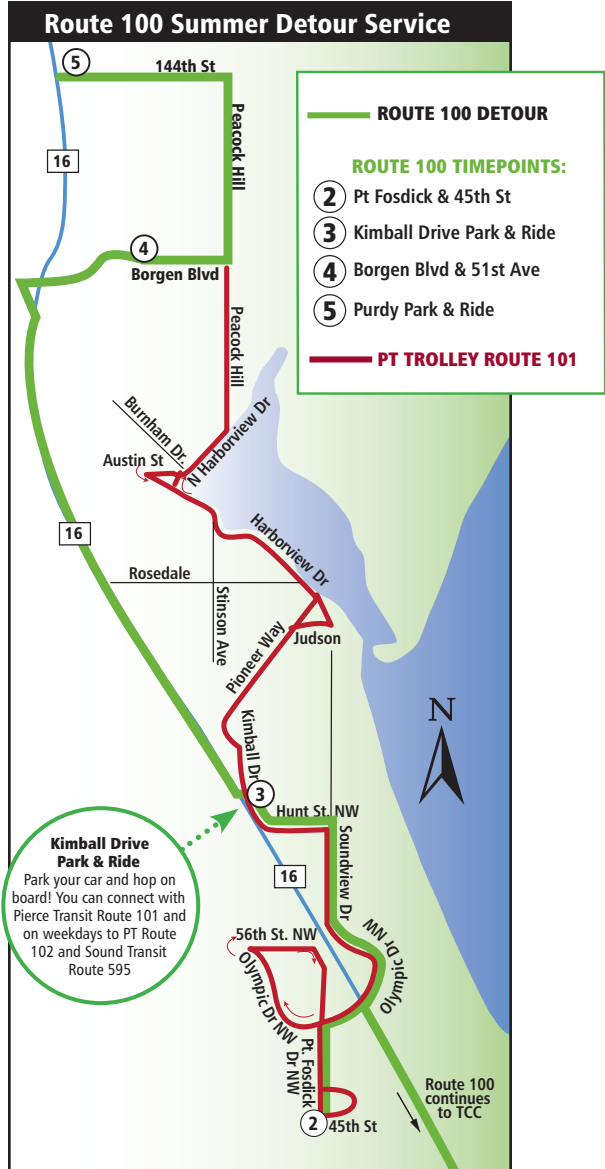 Route 100 Summer Detour Service
5
144th St
Peacock Hill
16
4
Borgen Blvd
ROUTE 100 DETOUR
ROUTE 100 TIMEPOINTS:
2 Pt Fosdick & 45th St
3 Kimball Drive Park & Ride
4 Borgen Blvd & 51st Ave
5 Purdy Park & Ride
PT TROLLEY ROUTE 101
Peacock Hill
Burnham Dr.
N Harborview Dr
Austin St
16
Harborview Dr
Rosedale
Stinson Ave
Judson
Pioneer Way
N
Kimball Dr
3
Hunt St. NW
Soundview Dr
Kimball Drive
Park & Ride
Park your car and hop on
board! You can connect with
Pierce Transit Route 101 and
on weekdays to PT Route
102 and Sound Transit
Route 595
16
56th St. NW
Olympic Dr NW
Olympic Dr NW
Pt. Fosdick
Dr NW
2
45th St
Route 100
continues
to TCC